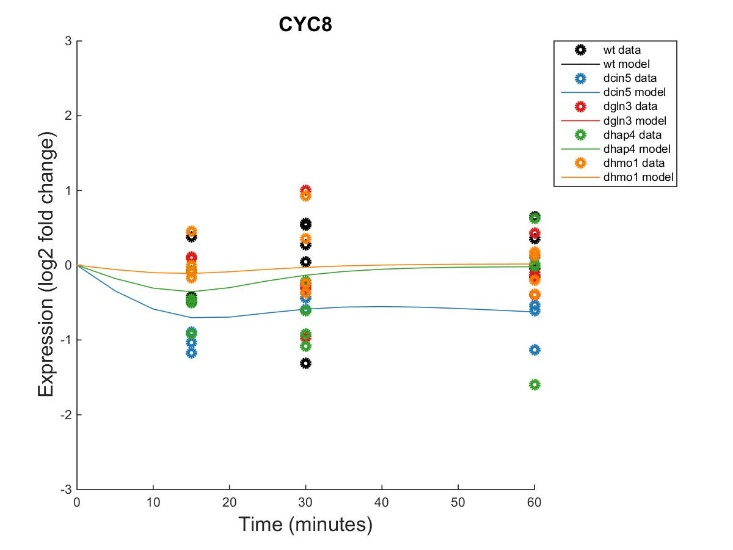 CYC8
3
2
1
0
-1
-2
-3
Expression (log2 fold change)
0 10 20 30 40 50 60
Time (minutes)
wt data
wt model
dcin5 data
dcin5 model
dgln3 data
dgln3 model
dhap4 data
dhap4 model
dhmo1 data
dhmo1 model